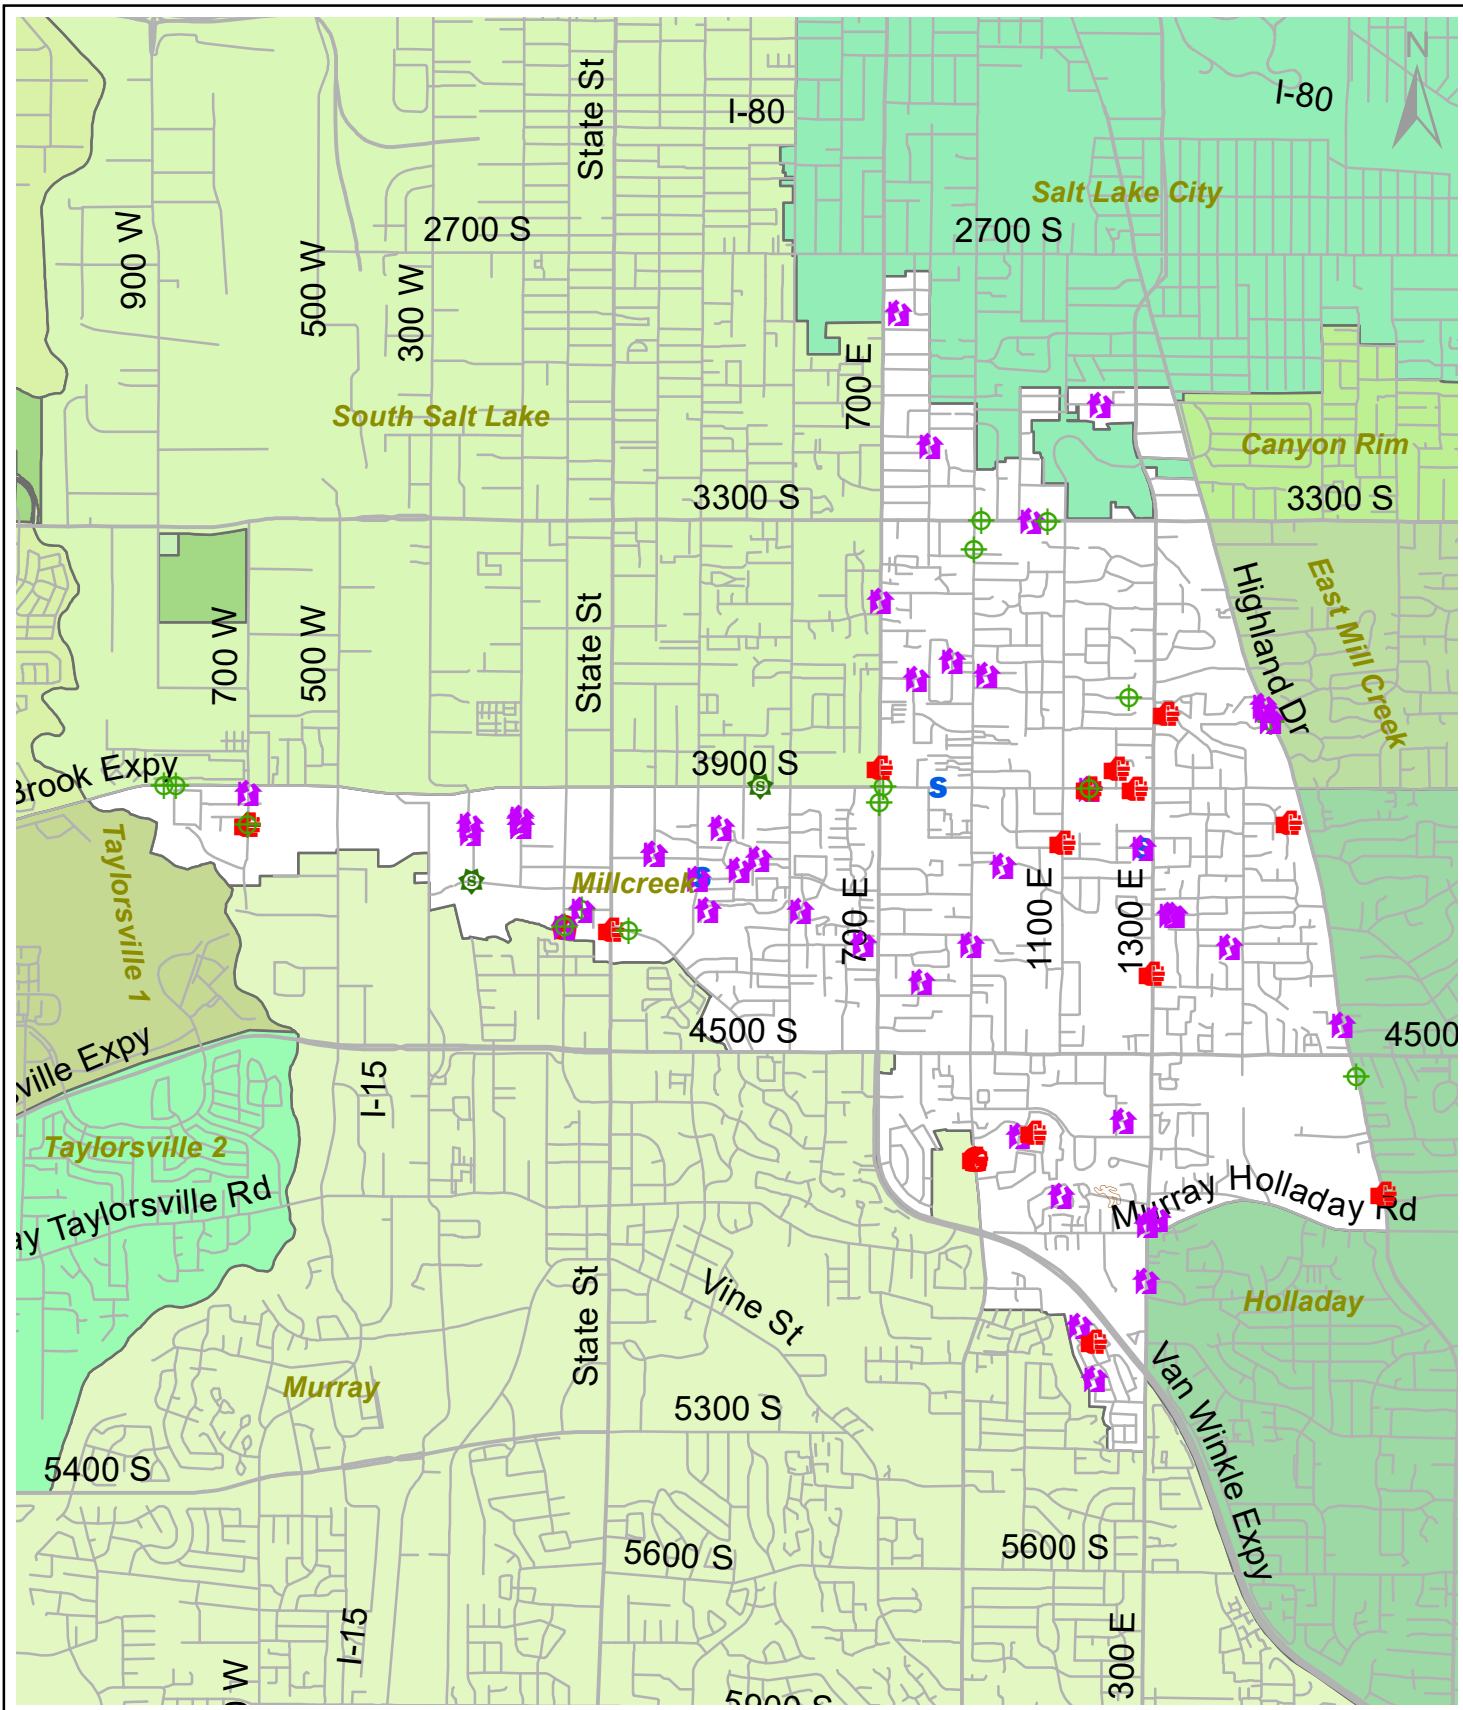 N
I-80
I-80
State St
Salt Lake City
2700 S
2700 S
900 W
500 W
300 W
700 E
South Salt Lake
Canyon Rim
3300 S
3300 S
Highland Dr
East Mill Creek
State St
700 W
500 W
3900 S
Brook Expy
S
s
Taylorsville 1
S
Millcreek
s
s
700 E
1100 E
1300 E
4500 S
4500
sville Expy
I-15
Taylorsville 2
ay Taylorsville Rd
Murray Holladay Rd
State St
Vine St
Holladay
Murray
Van Winkle Expy
5300 S
5400 S
5600 S
5600 S
I-15
300 E
0 W
5900 S